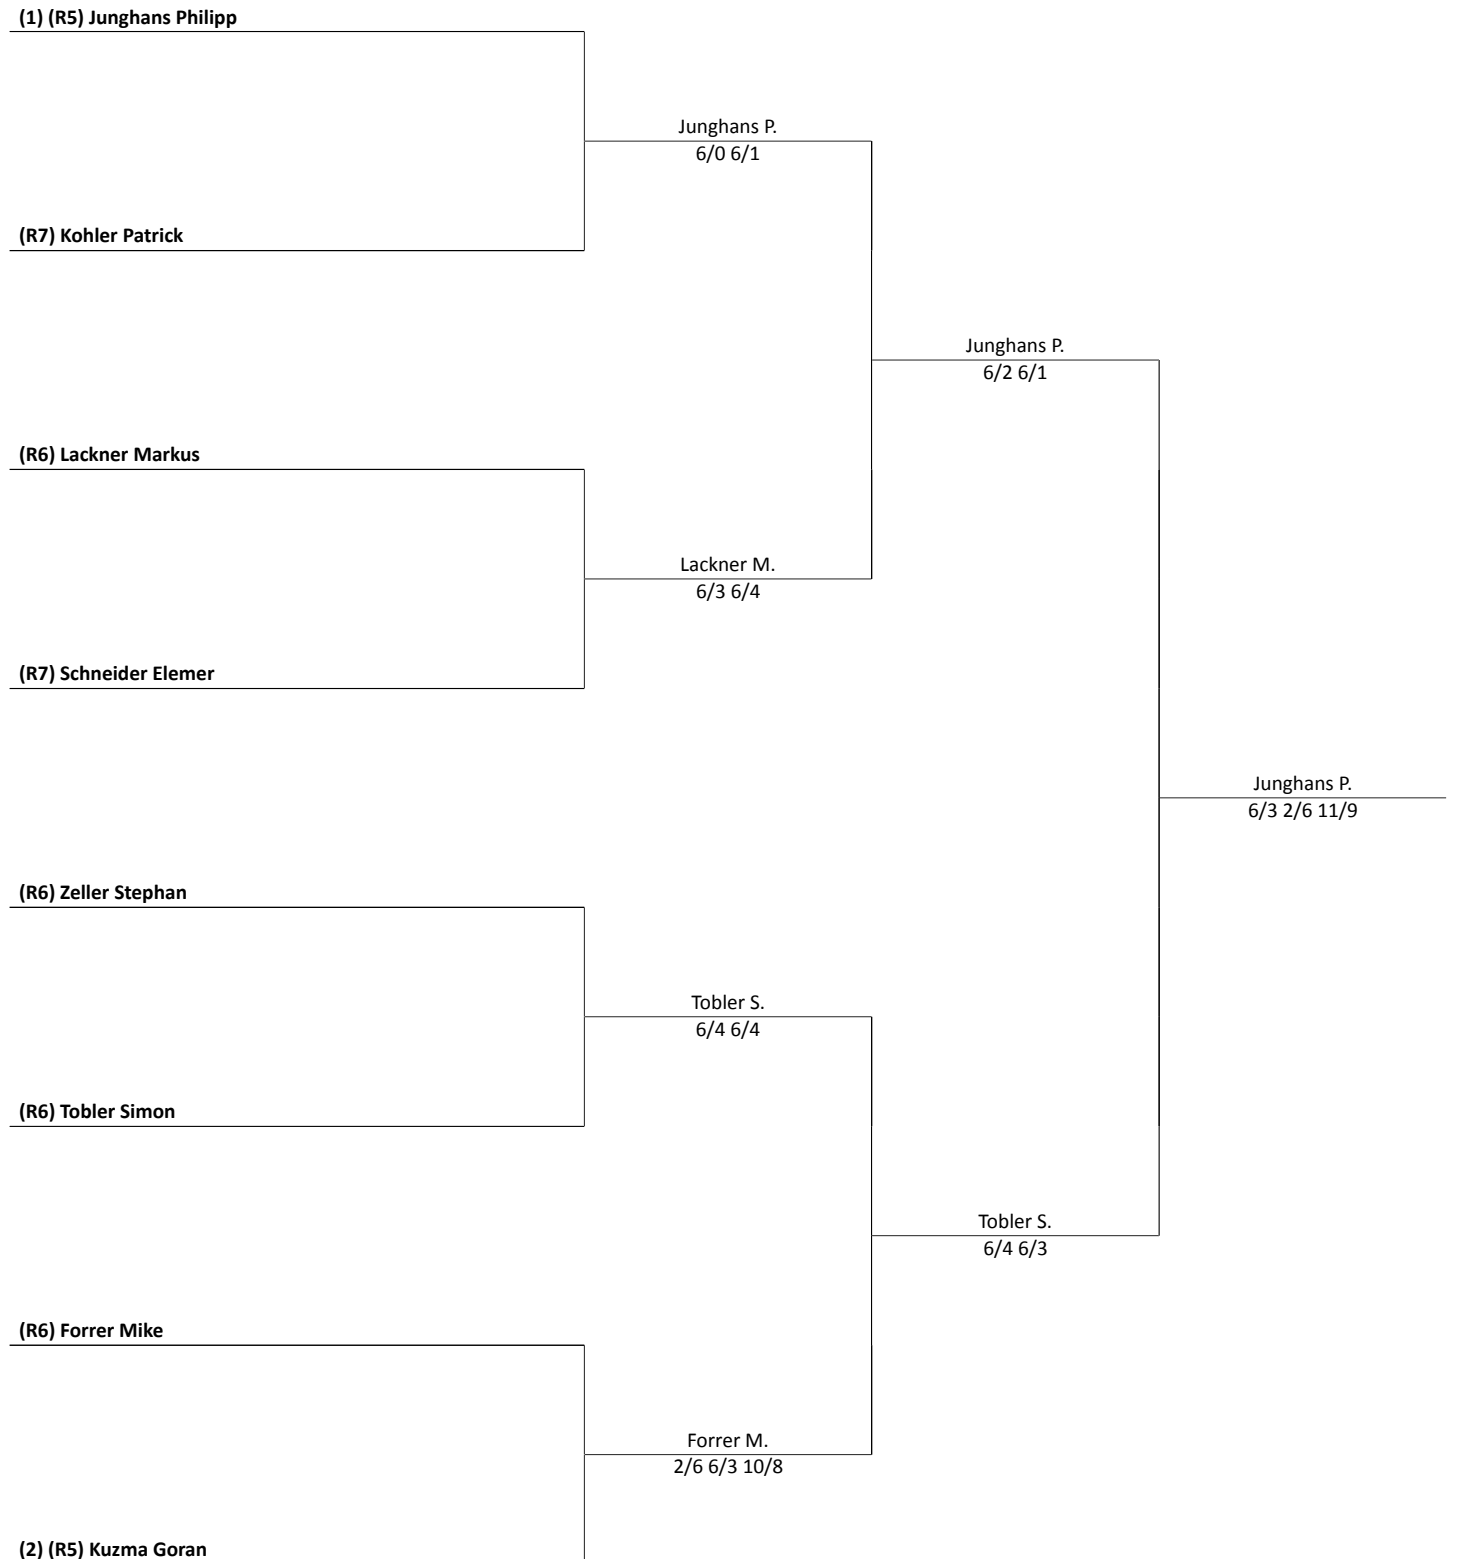 (1) (R5) Junghans Philipp
Junghans P.
6/0 6/1
(R7) Kohler Patrick
Junghans P.
6/2 6/1
(R6) Lackner Markus
Lackner M.
6/3 6/4
(R7) Schneider Elemer
Junghans P.
6/3 2/6 11/9
(R6) Zeller Stephan
Tobler S.
6/4 6/4
(R6) Tobler Simon
Tobler S.
6/4 6/3
(R6) Forrer Mike
Forrer M.
2/6 6/3 10/8
(2) (R5) Kuzma Goran